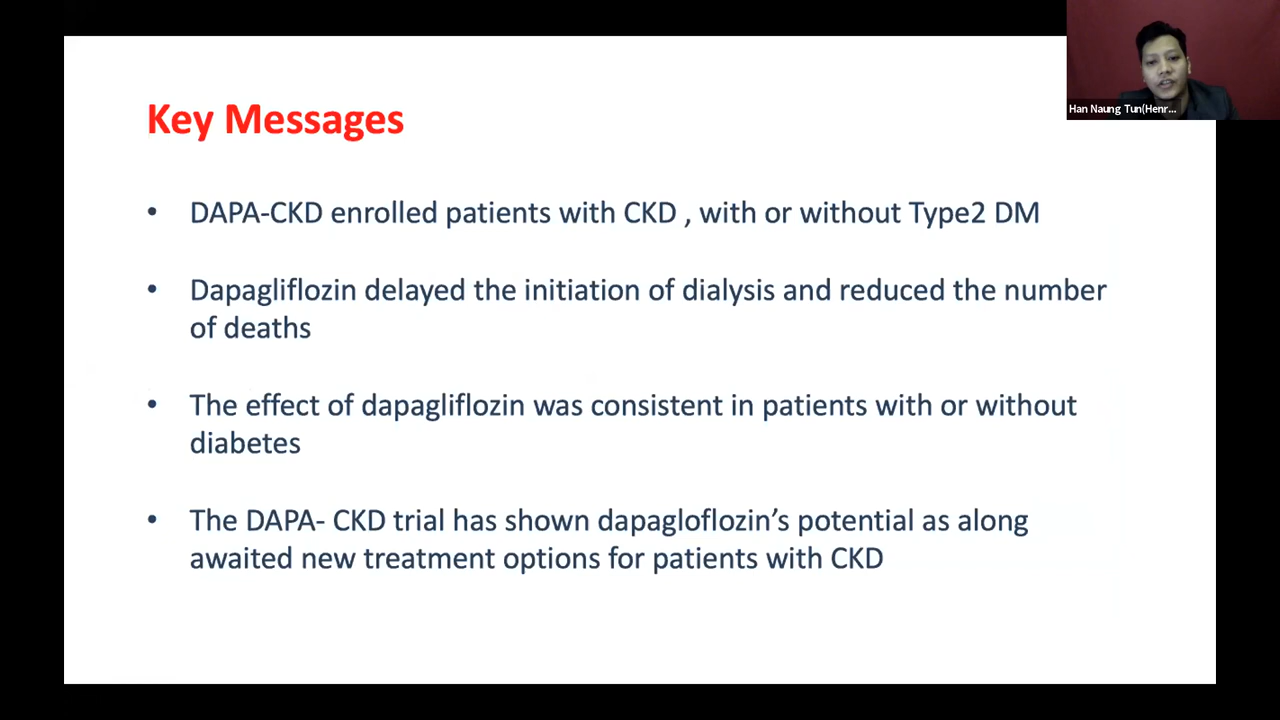 Key Messages
• DAPA-CKD enrolled patients with CKD , with or without Type2 DM
• Dapagliflozin delayed the initiation of dialysis and reduced the number
of deaths
• The effect of dapagliflozin was consistent in patients with or without
diabetes
• The DAPA- CKD trial has shown dapagloflozin’s potential as along
awaited new treatment options for patients with CKD
Han Naung Tun(Henr...